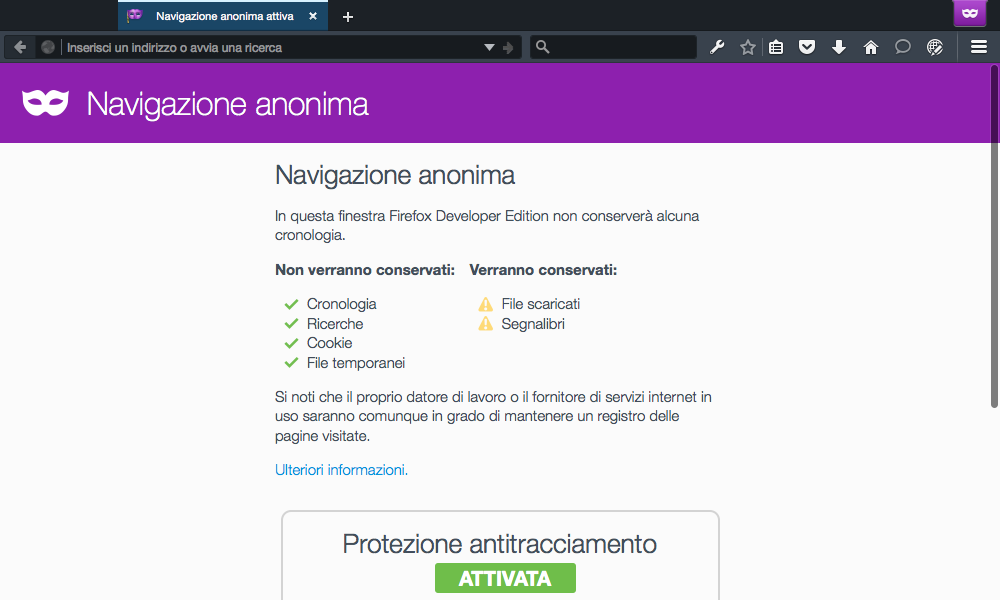 Navigazione anonima attiva
Inserisci un indirizzo o avvia una ricerca
Navigazione anonima
Navigazione anonima
In questa finestra Firefox Developer Edition non conserverà alcuna
cronologia.
Non verranno conservati: Verranno conservati:
Cronologia File scaricati
Ricerche Segnalibri
Cookie
File temporanei
Si noti che il proprio datore di lavoro o il fornitore di servizi internet in
uso saranno comunque in grado di mantenere un registro delle
pagine visitate.
Ulteriori informazioni.
Protezione antitracciamento
ATTIVATA